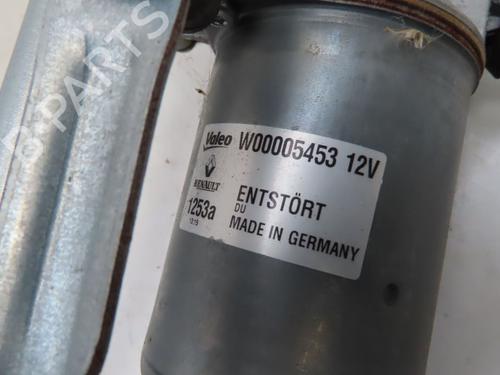 Valeo W00005453 12V
RENAULT
ENTSTÖRT
DU
1253a
MADE IN GERMANY
B-PARTS